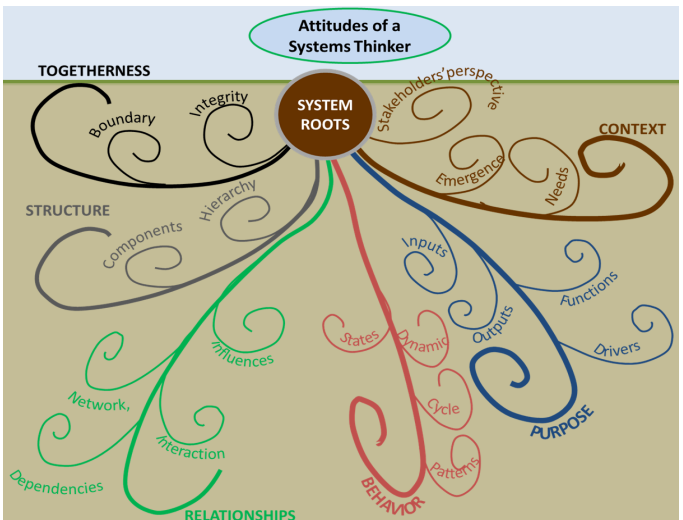 Attitudes of a
Systems Thinker
TOGETHERNESS
Boundary
Integrity
SYSTEM
ROOTS
Stakeholders' perspective
CONTEXT
Emergence
Needs
STRUCTURE
Components
Hierarchy
Inputs
Outputs
Functions
Drivers
PURPOSE
Influences
Network,
Interaction
Dependencies
RELATIONSHIPS
States
Dynamic
Cycle
Patterns
BEHAVIOR